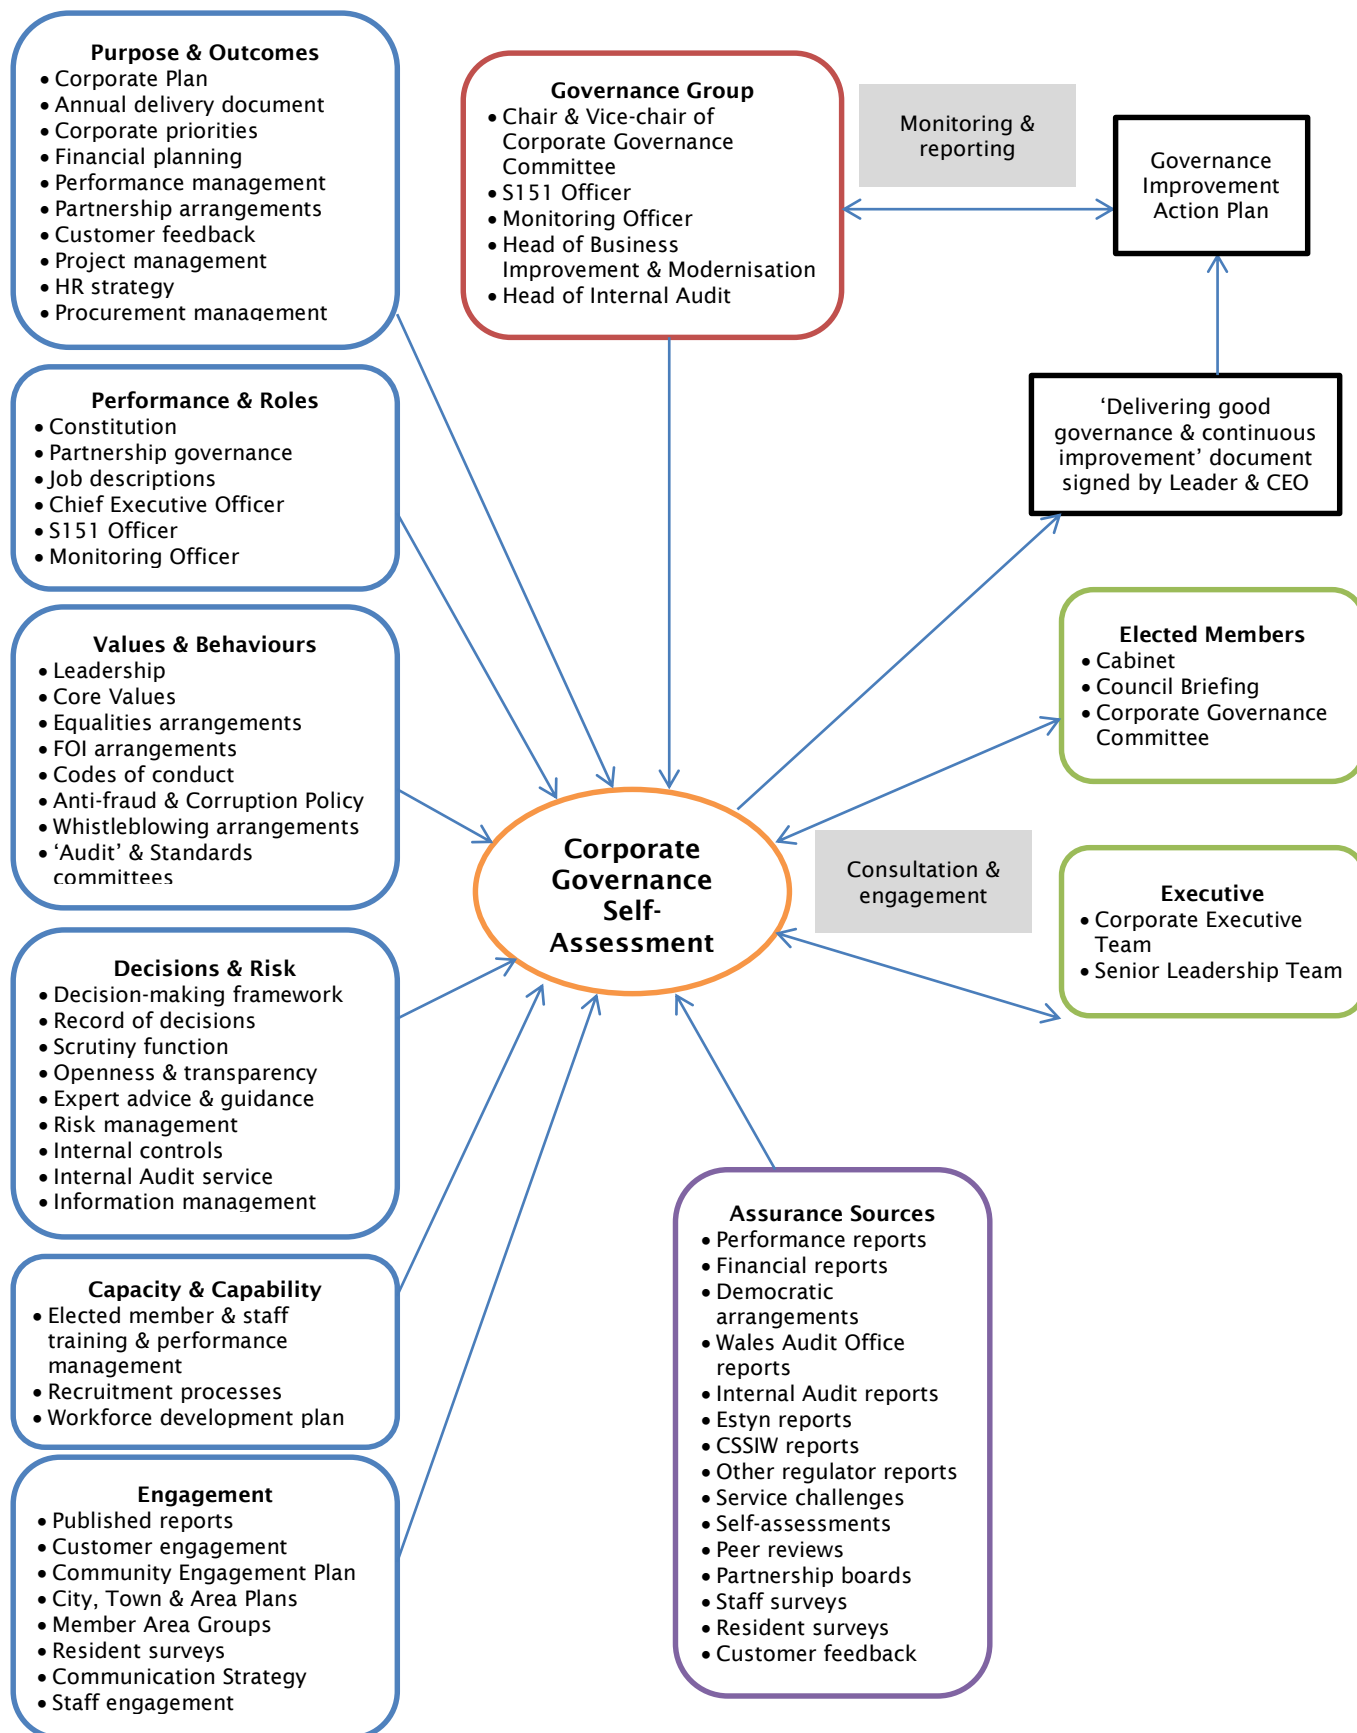 Purpose & Outcomes
• Corporate Plan
• Annual delivery document
• Corporate priorities
• Financial planning
• Performance management
• Partnership arrangements
• Customer feedback
• Project management
• HR strategy
• Procurement management
Performance & Roles
• Constitution
• Partnership governance
• Job descriptions
• Chief Executive Officer
• S151 Officer
• Monitoring Officer
Values & Behaviours
• Leadership
• Core Values
• Equalities arrangements
• FOI arrangements
• Codes of conduct
• Anti-fraud & Corruption Policy
• Whistleblowing arrangements
• ‘Audit’ & Standards
committees
Decisions & Risk
• Decision-making framework
• Record of decisions
• Scrutiny function
• Openness & transparency
• Expert advice & guidance
• Risk management
• Internal controls
• Internal Audit service
• Information management
Capacity & Capability
• Elected member & staff
training & performance
management
• Recruitment processes
• Workforce development plan
Engagement
• Published reports
• Customer engagement
• Community Engagement Plan
• City, Town & Area Plans
• Member Area Groups
• Resident surveys
• Communication Strategy
• Staff engagement
Governance Group
• Chair & Vice-chair of
Corporate Governance
Committee
• S151 Officer
• Monitoring Officer
• Head of Business
Improvement & Modernisation
• Head of Internal Audit
Monitoring &
reporting
Governance
Improvement
Action Plan
‘Delivering good
governance & continuous
improvement’ document
signed by Leader & CEO
Elected Members
• Cabinet
• Council Briefing
• Corporate Governance
Committee
Corporate
Governance
Self-
Assessment
Consultation &
engagement
Executive
• Corporate Executive
Team
• Senior Leadership Team
Assurance Sources
• Performance reports
• Financial reports
• Democratic
arrangements
• Wales Audit Office
reports
• Internal Audit reports
• Estyn reports
• CSSIW reports
• Other regulator reports
• Service challenges
• Self-assessments
• Peer reviews
• Partnership boards
• Staff surveys
• Resident surveys
• Customer feedback